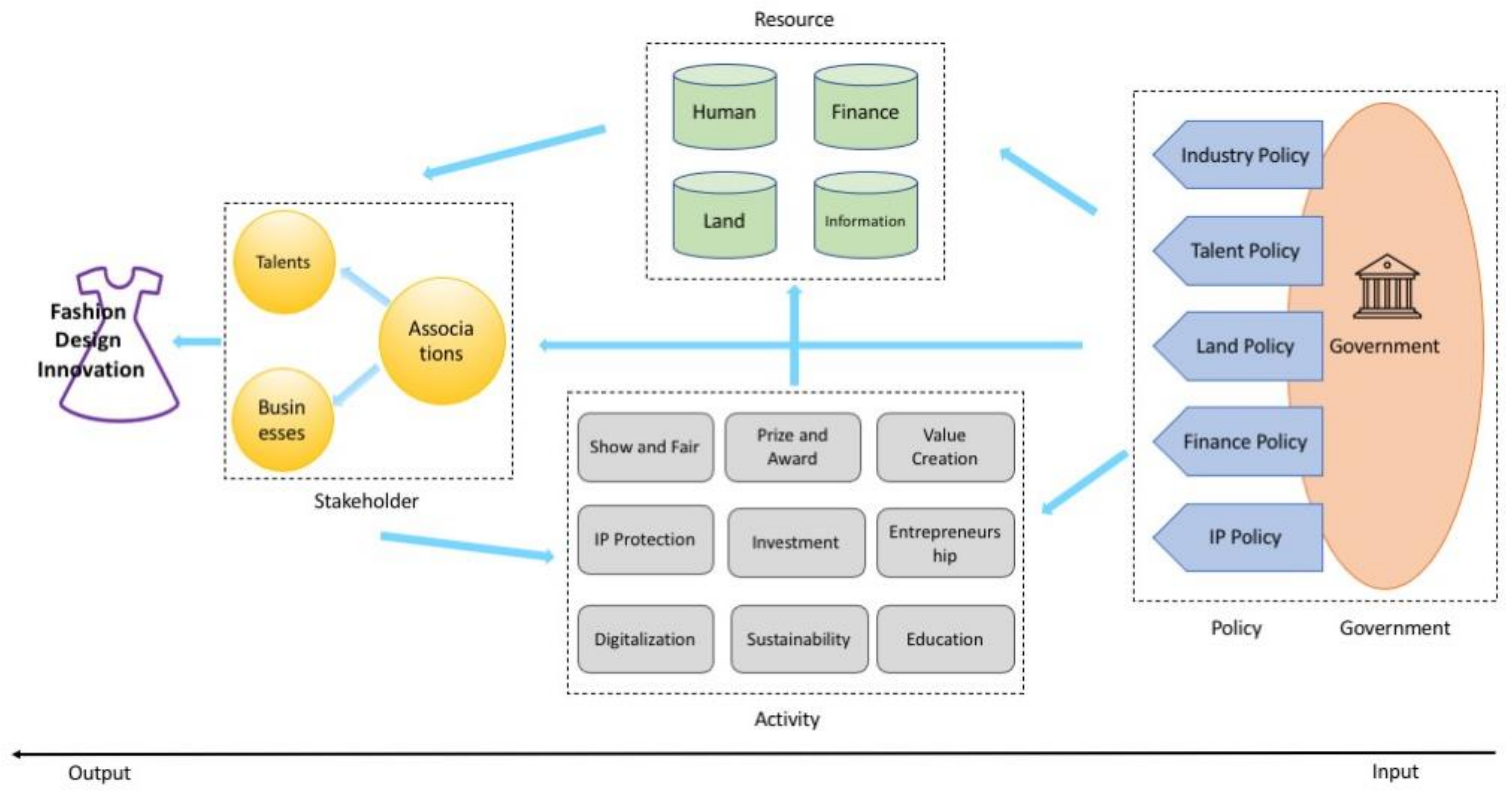 Resource
Human
Finance
Land
Information
Industry Policy
Talent Policy
Land Policy
Finance Policy
IP Policy
Government
Policy
Government
Talents
Associa
tions
Busin
esses
Stakeholder
Fashion
Design
Innovation
Show and Fair
Prize and
Award
Value
Creation
IP Protection
Investment
Entrepreneurs
hip
Digitalization
Sustainability
Education
Activity
Output
Input